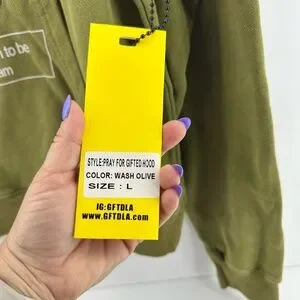 n to be
am
STYLE:PRAY FOR GIFTED HOOD
COLOR: WASH OLIVE
SIZE : L
IG:GFTDLA
WWW.GFTDLA.com